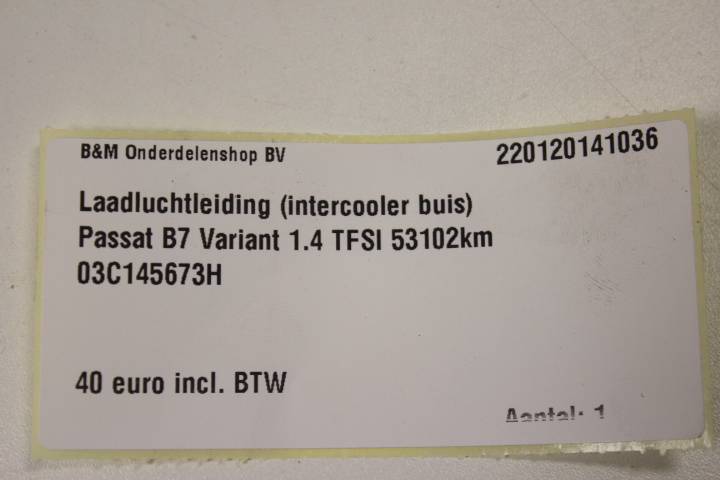 B&M Onderdelenshop BV 220120141036
Laadluchtleiding (intercooler buis)
Passat B7 Variant 1.4 TFSI 53102km
03C145673H
40 euro incl. BTW
Aantal: 1